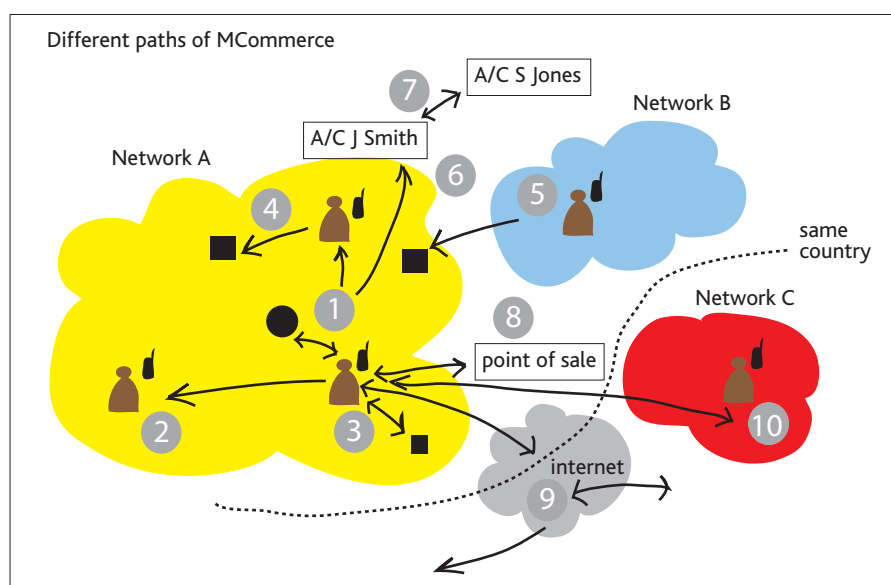 Different paths of MCommerce
A/C S Jones
7
Network B
A/C J Smith
Network A
6
5
4
same
country
Network C
1
8
point of sale
2
3
10
internet
9